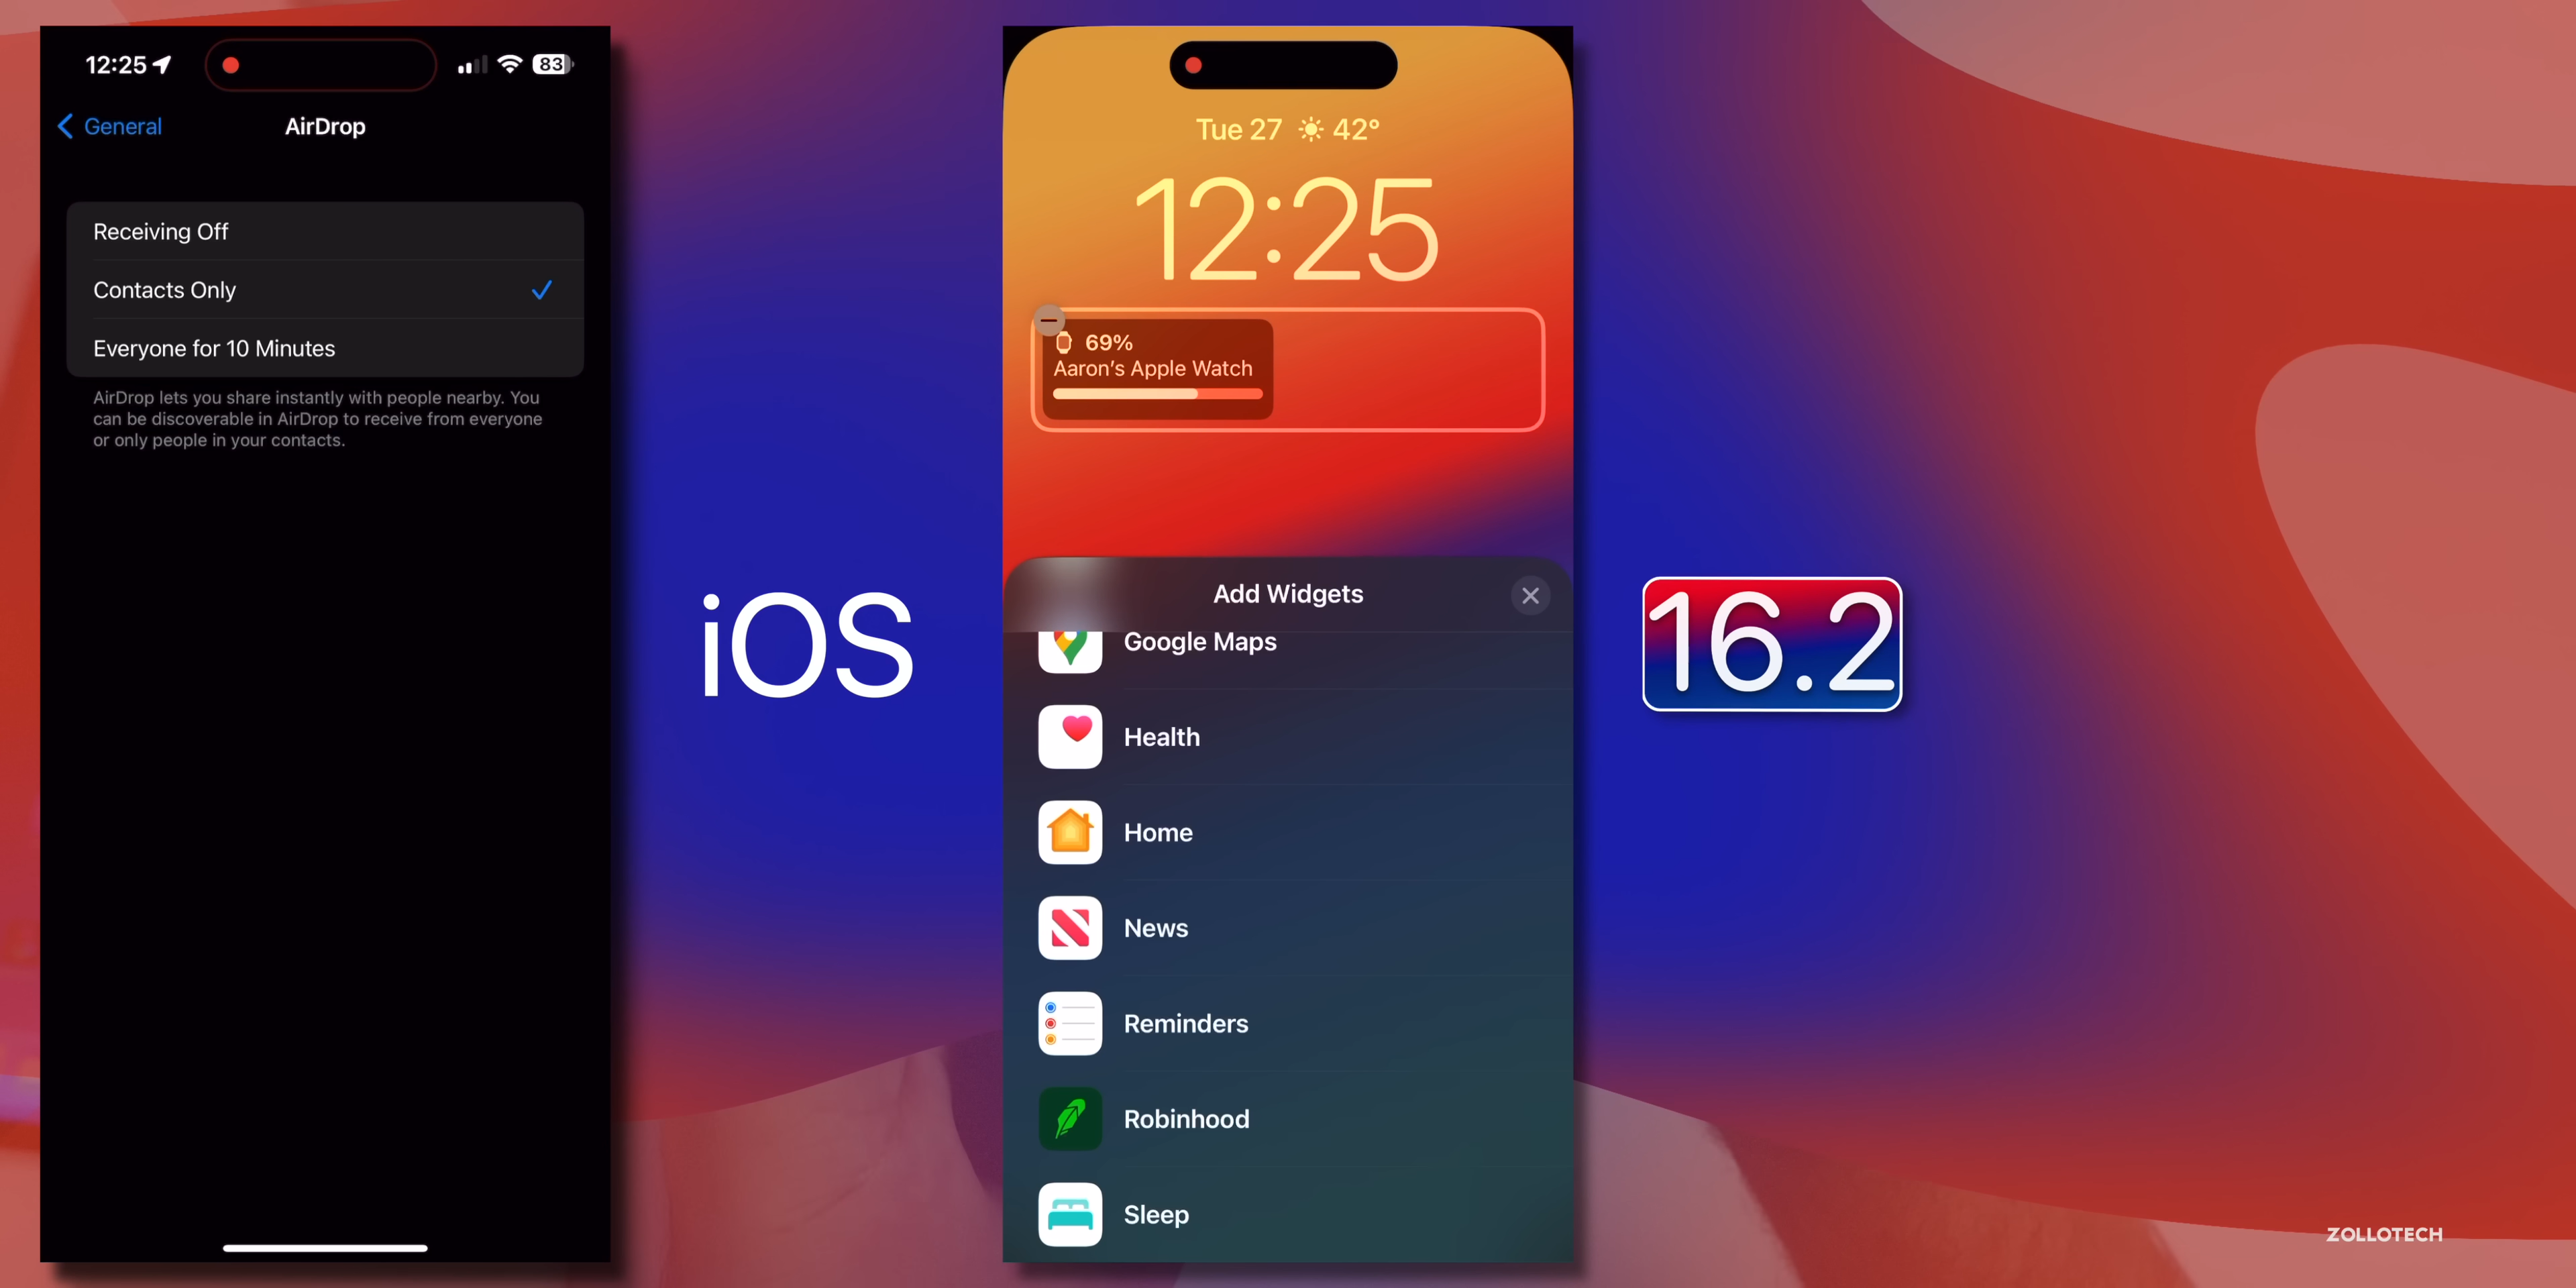 12:25
83
General
AirDrop
Receiving Off
Contacts Only
Everyone for 10 Minutes
AirDrop lets you share instantly with people nearby. You
can be discoverable in AirDrop to receive from everyone
or only people in your contacts.
iOS
Tue 27 42°
12:25
69%
Aaron's Apple Watch
Add Widgets
Google Maps
Health
Home
News
Reminders
Robinhood
Sleep
16.2
ZOLLOTECH